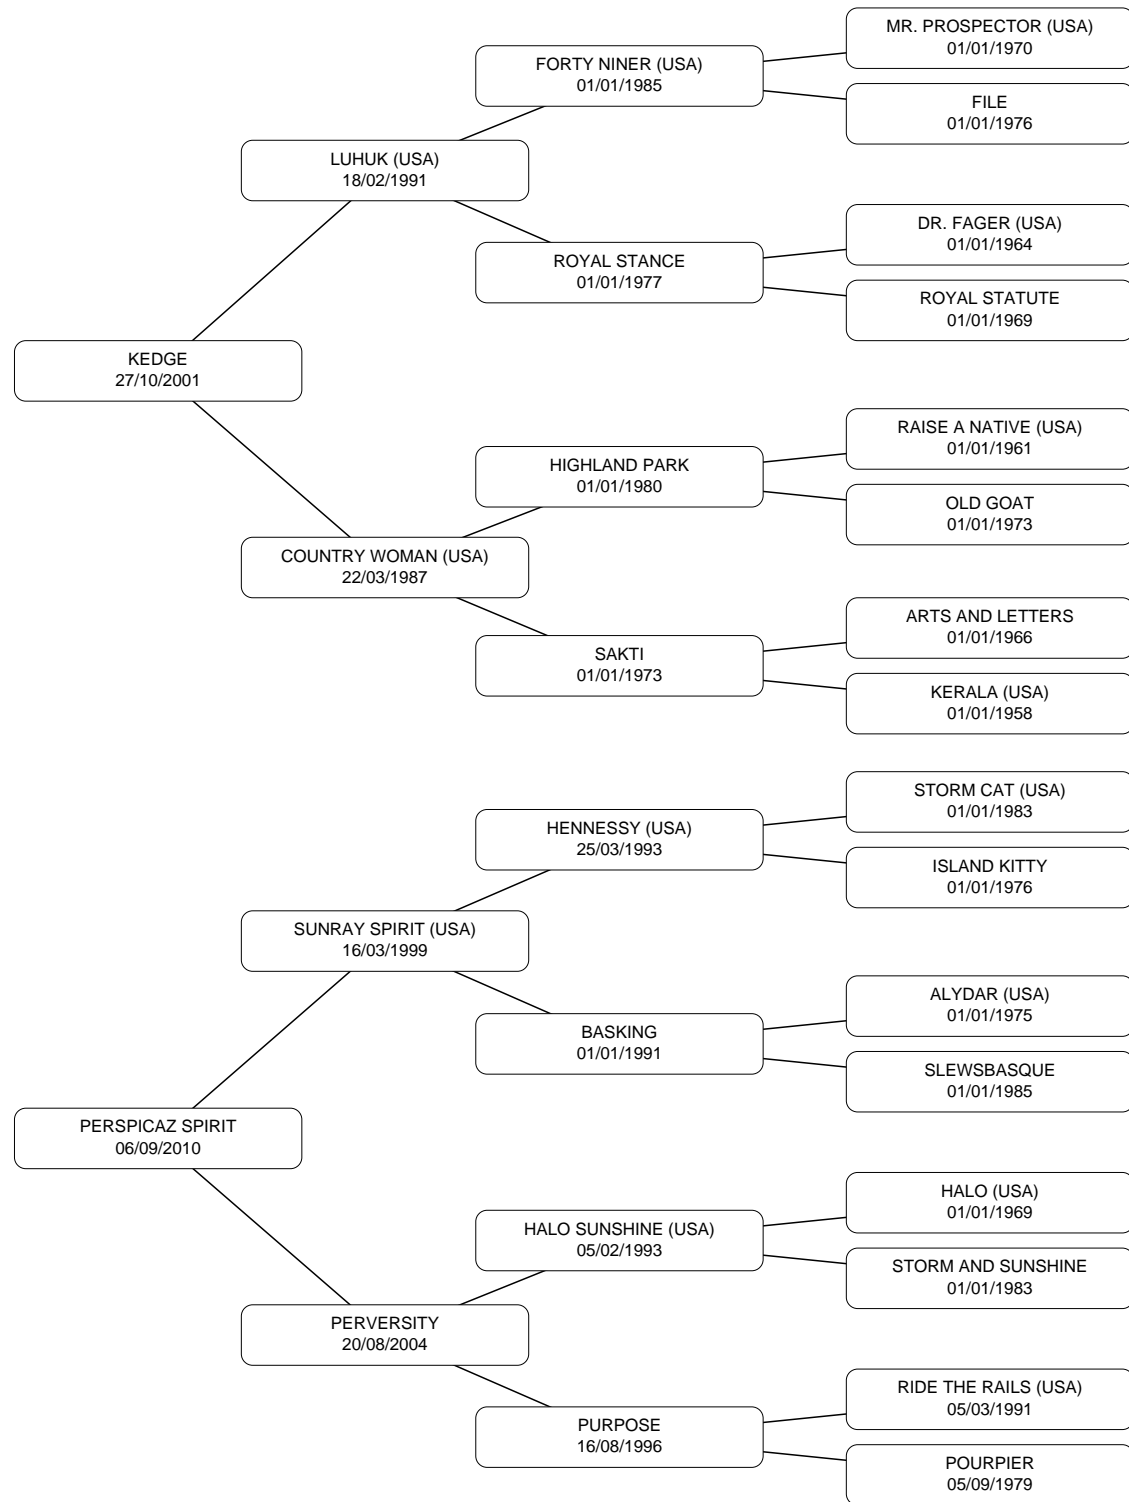 MR. PROSPECTOR (USA)
01/01/1970
FORTY NINER (USA)
01/01/1985
FILE
01/01/1976
LUHUK (USA)
18/02/1991
DR. FAGER (USA)
01/01/1964
ROYAL STANCE
01/01/1977
ROYAL STATUTE
01/01/1969
KEDGE
27/10/2001
RAISE A NATIVE (USA)
01/01/1961
HIGHLAND PARK
01/01/1980
OLD GOAT
01/01/1973
COUNTRY WOMAN (USA)
22/03/1987
ARTS AND LETTERS
01/01/1966
SAKTI
01/01/1973
KERALA (USA)
01/01/1958
STORM CAT (USA)
01/01/1983
HENNESSY (USA)
25/03/1993
ISLAND KITTY
01/01/1976
SUNRAY SPIRIT (USA)
16/03/1999
ALYDAR (USA)
01/01/1975
BASKING
01/01/1991
SLEWSBASQUE
01/01/1985
PERSPICAZ SPIRIT
06/09/2010
HALO (USA)
01/01/1969
HALO SUNSHINE (USA)
05/02/1993
STORM AND SUNSHINE
01/01/1983
PERVERSITY
20/08/2004
RIDE THE RAILS (USA)
05/03/1991
PURPOSE
16/08/1996
POURPIER
05/09/1979